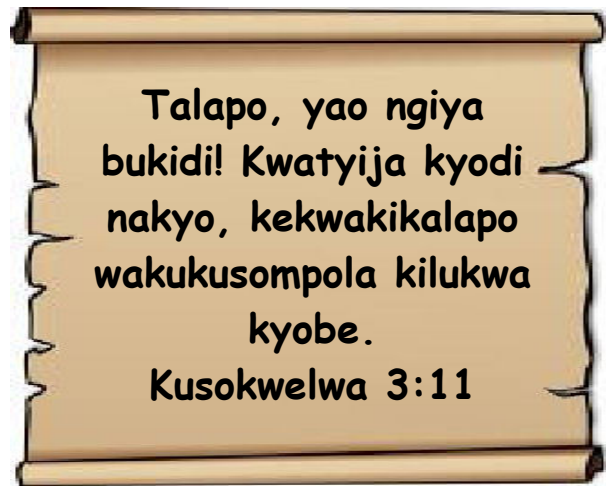 Talapo, yao ngiya
bukidi! Kwatyija kyodi
nakyo, kekwakikalapo
wakukusompola kilukwa
kyobe.
Kusokwelwa 3:11